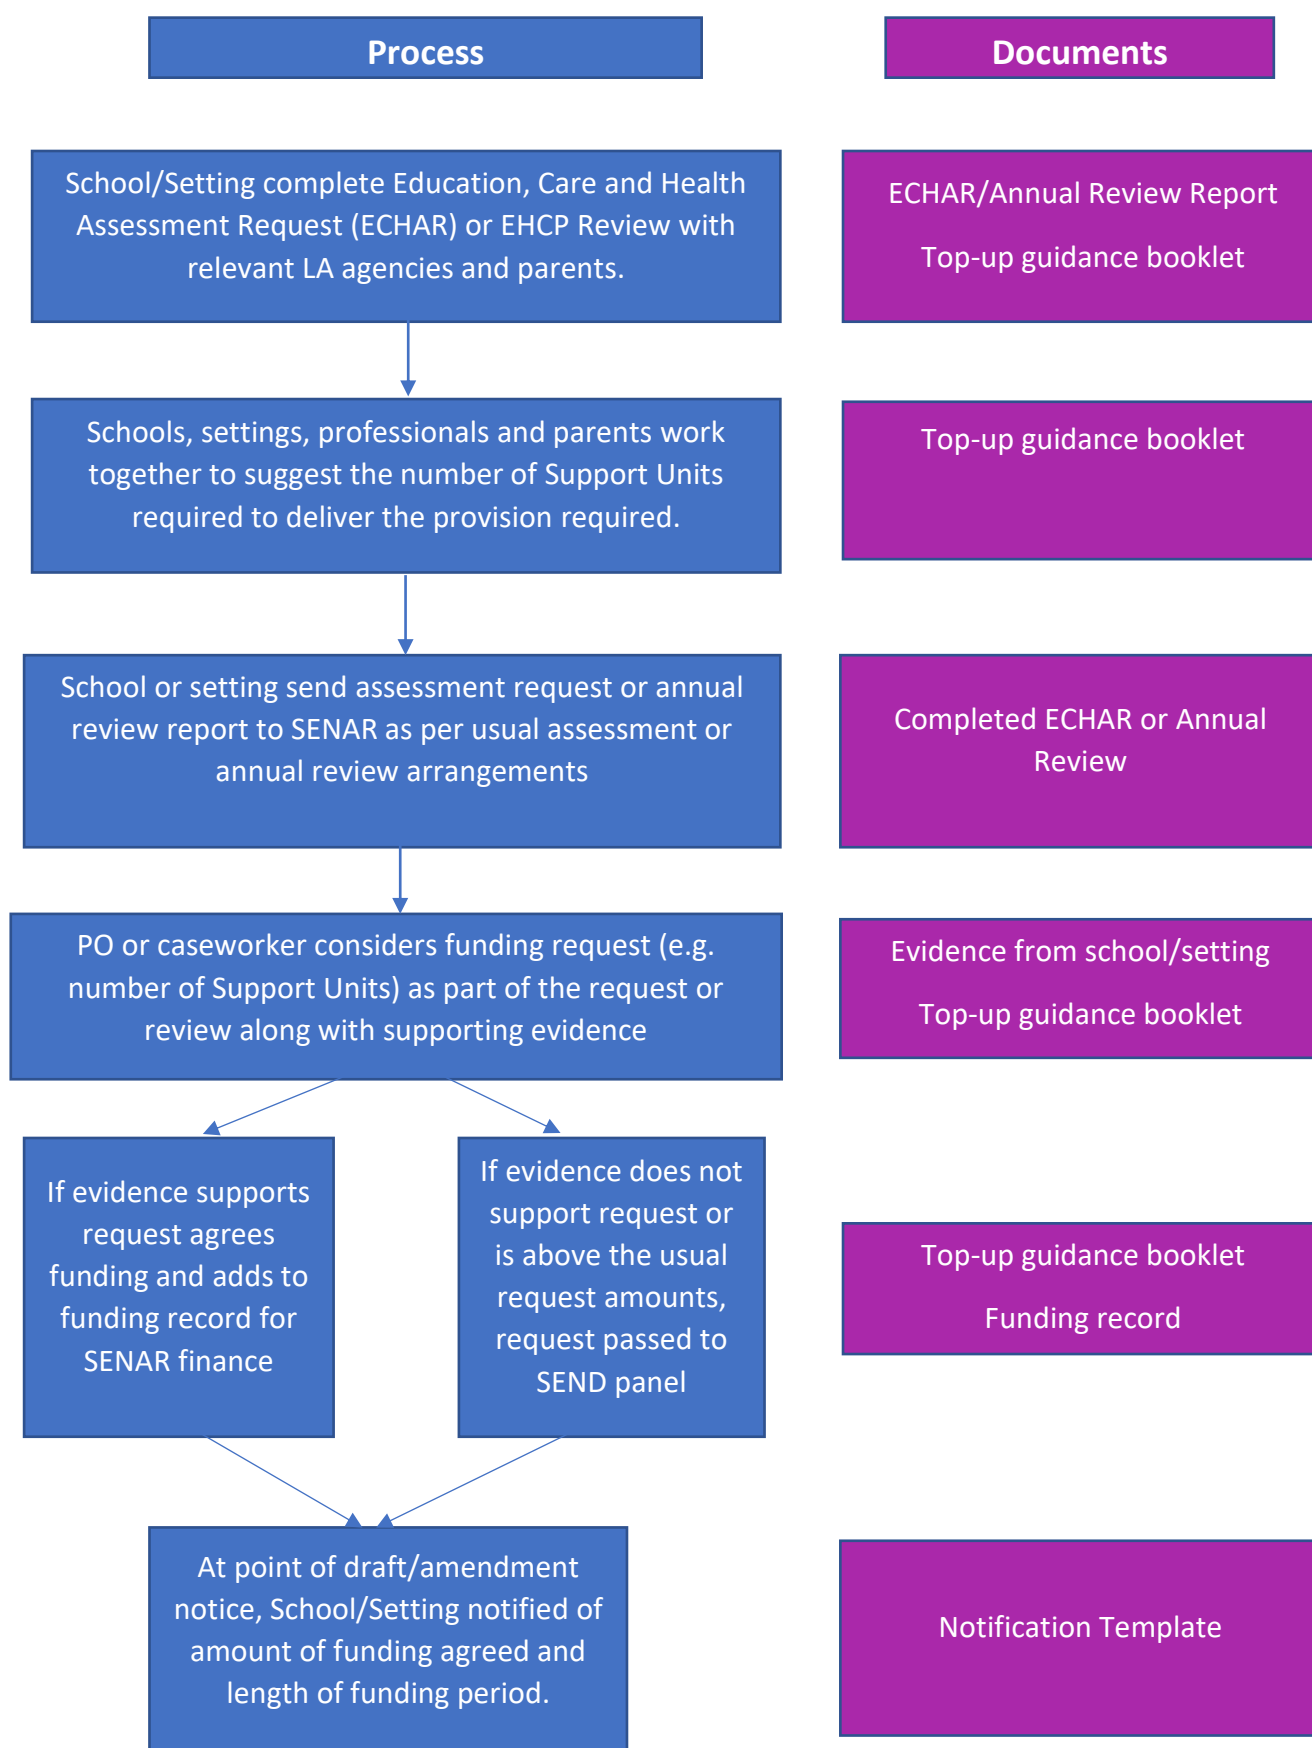 Process
Documents
School/Setting complete Education, Care and Health
Assessment Request (ECHAR) or EHCP Review with
relevant LA agencies and parents.
ECHAR/Annual Review Report
Top-up guidance booklet
Schools, settings, professionals and parents work
together to suggest the number of Support Units
required to deliver the provision required.
Top-up guidance booklet
School or setting send assessment request or annual
review report to SENAR as per usual assessment or
annual review arrangements
Completed ECHAR or Annual
Review
PO or caseworker considers funding request (e.g.
number of Support Units) as part of the request or
review along with supporting evidence
Evidence from school/setting
Top-up guidance booklet
If evidence supports
request agrees
funding and adds to
funding record for
SENAR finance
If evidence does not
support request or
is above the usual
request amounts,
request passed to
SEND panel
Top-up guidance booklet
Funding record
At point of draft/amendment
notice, School/Setting notified of
amount of funding agreed and
length of funding period.
Notification Template